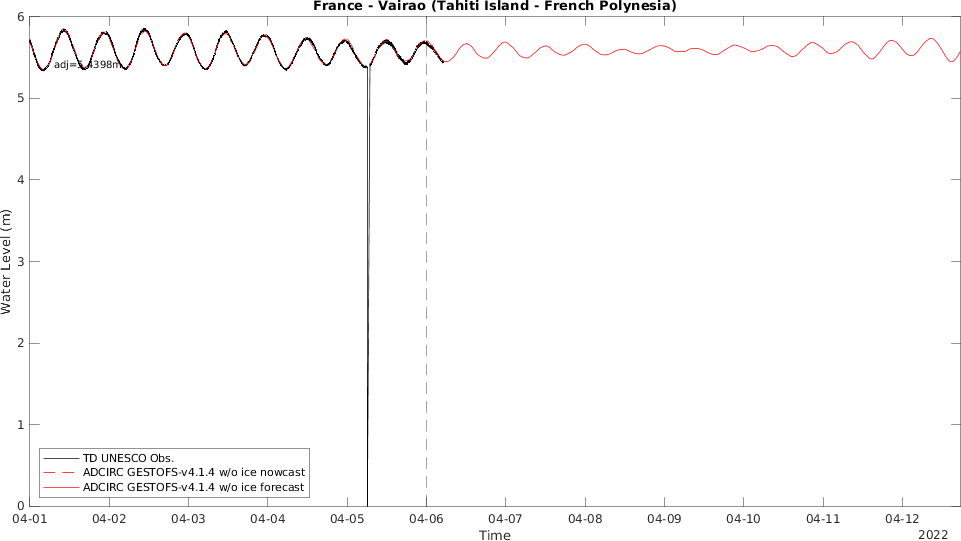 France - Vairao (Tahiti Island - French Polynesia)
6
5
4
3
2
1
0
Water Level (m)
adj=5.4398m
TD UNESCO Obs.
ADCIRC GESTOFS-v4.1.4 w/o ice nowcast
ADCIRC GESTOFS-v4.1.4 w/o ice forecast
04-01 04-02 04-03 04-04 04-05 04-06 04-07 04-08 04-09 04-10 04-11 04-12
Time
2022